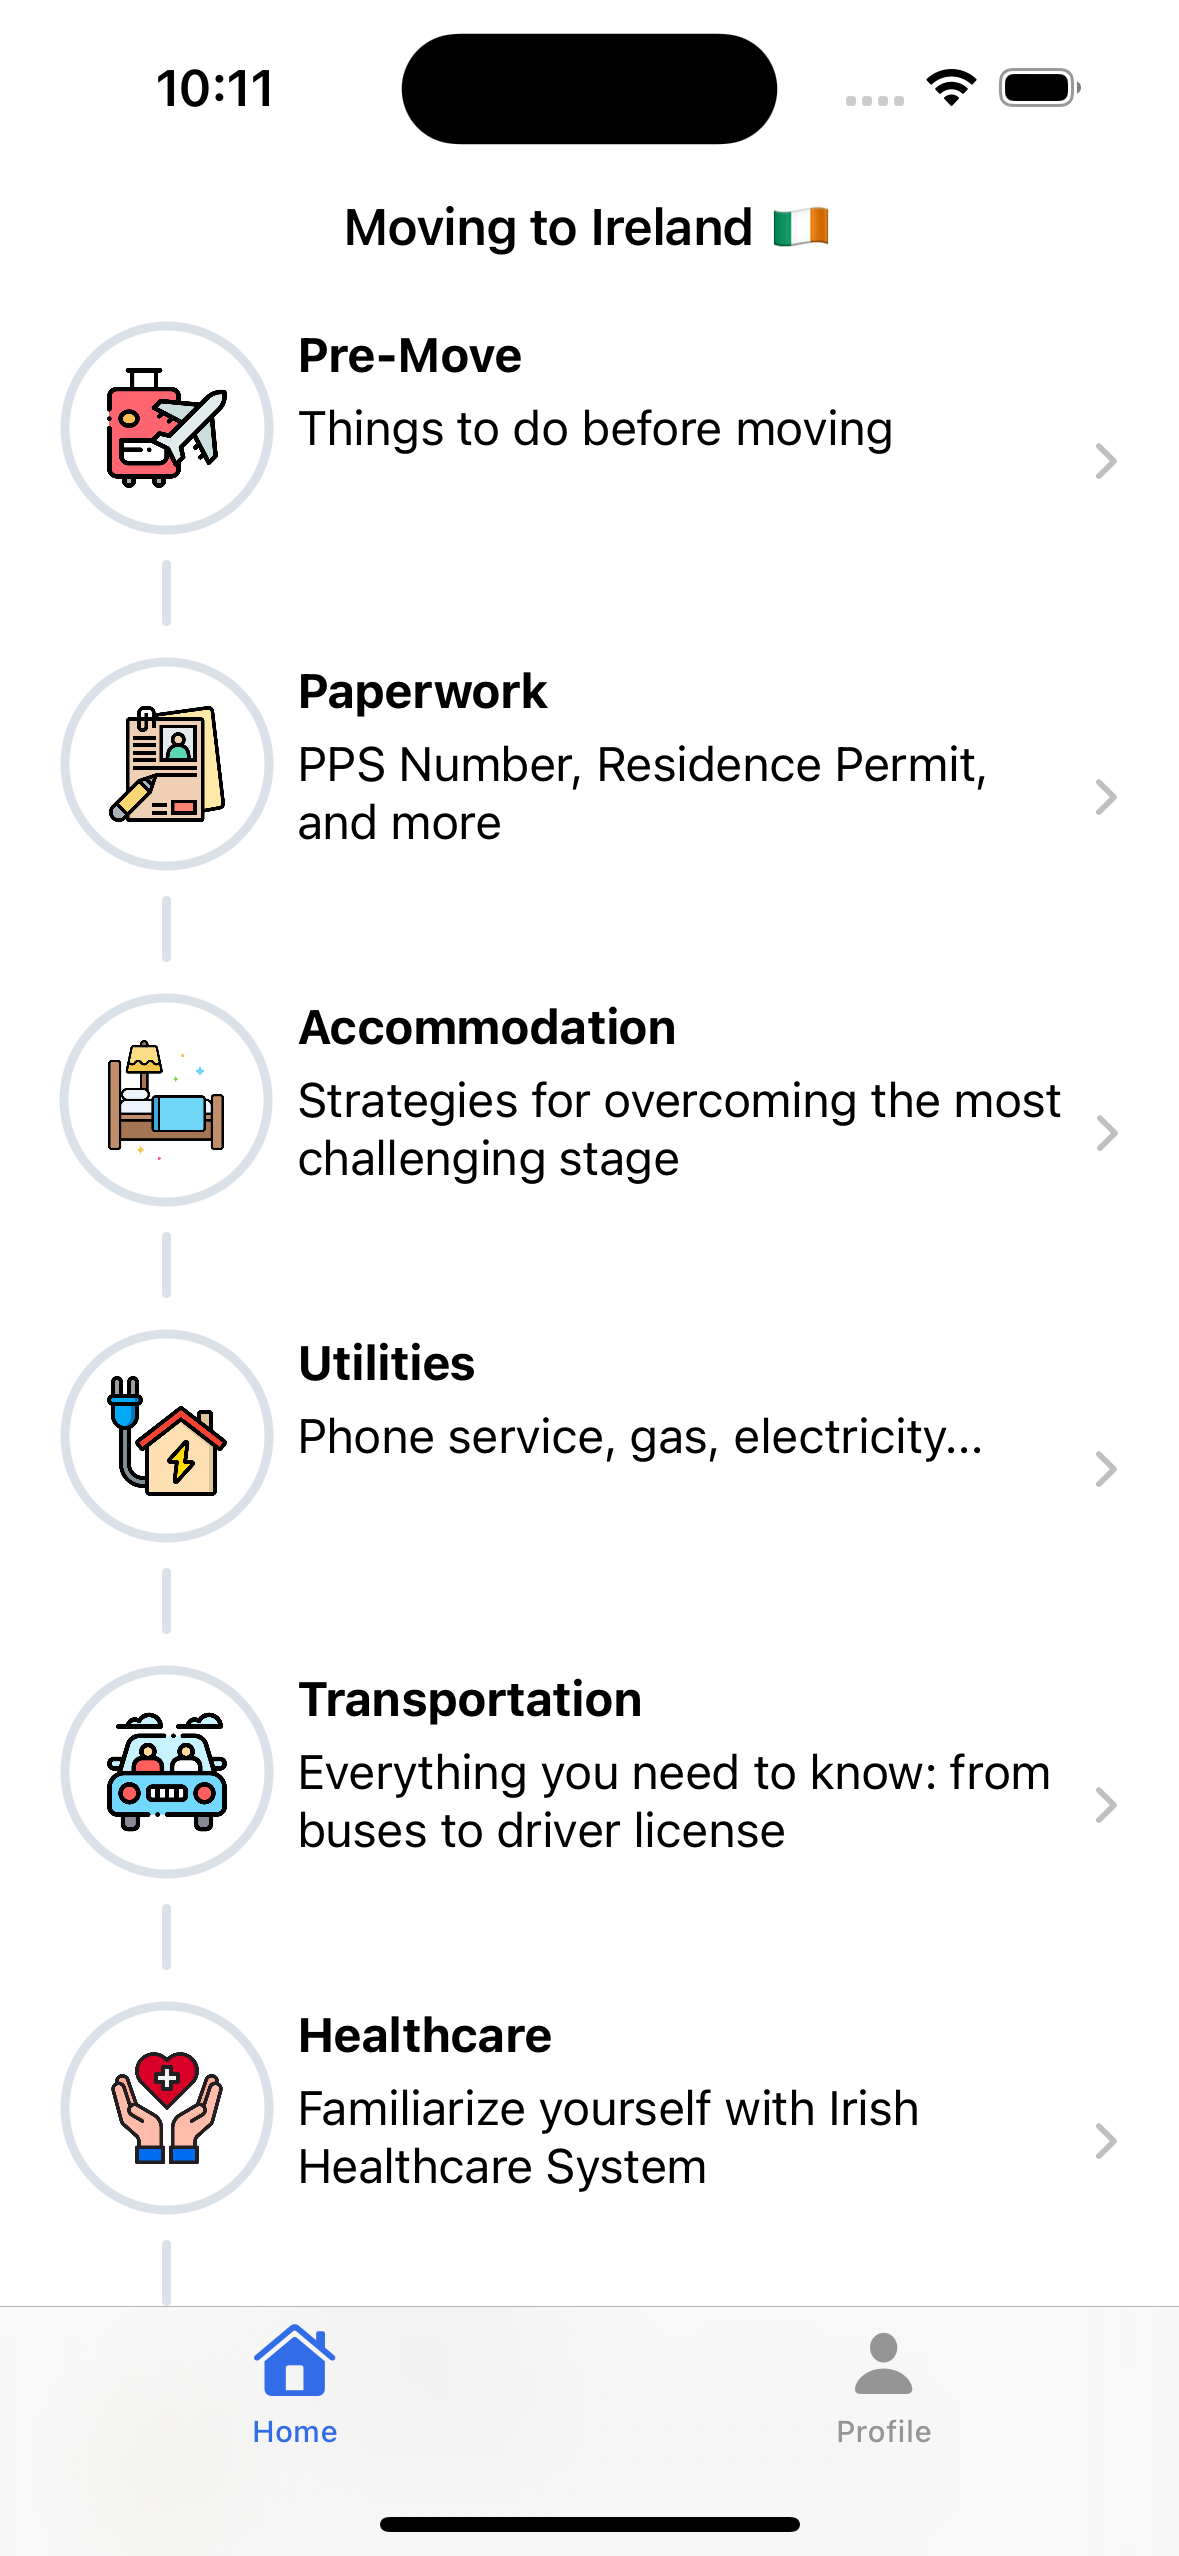 10:11
Moving to Ireland 🇮🇪
Pre-Move
Things to do before moving
Paperwork
PPS Number, Residence Permit,
and more
Accommodation
Strategies for overcoming the most
challenging stage
Utilities
Phone service, gas, electricity...
Transportation
Everything you need to know: from
buses to driver license
Healthcare
Familiarize yourself with Irish
Healthcare System
Home
Profile